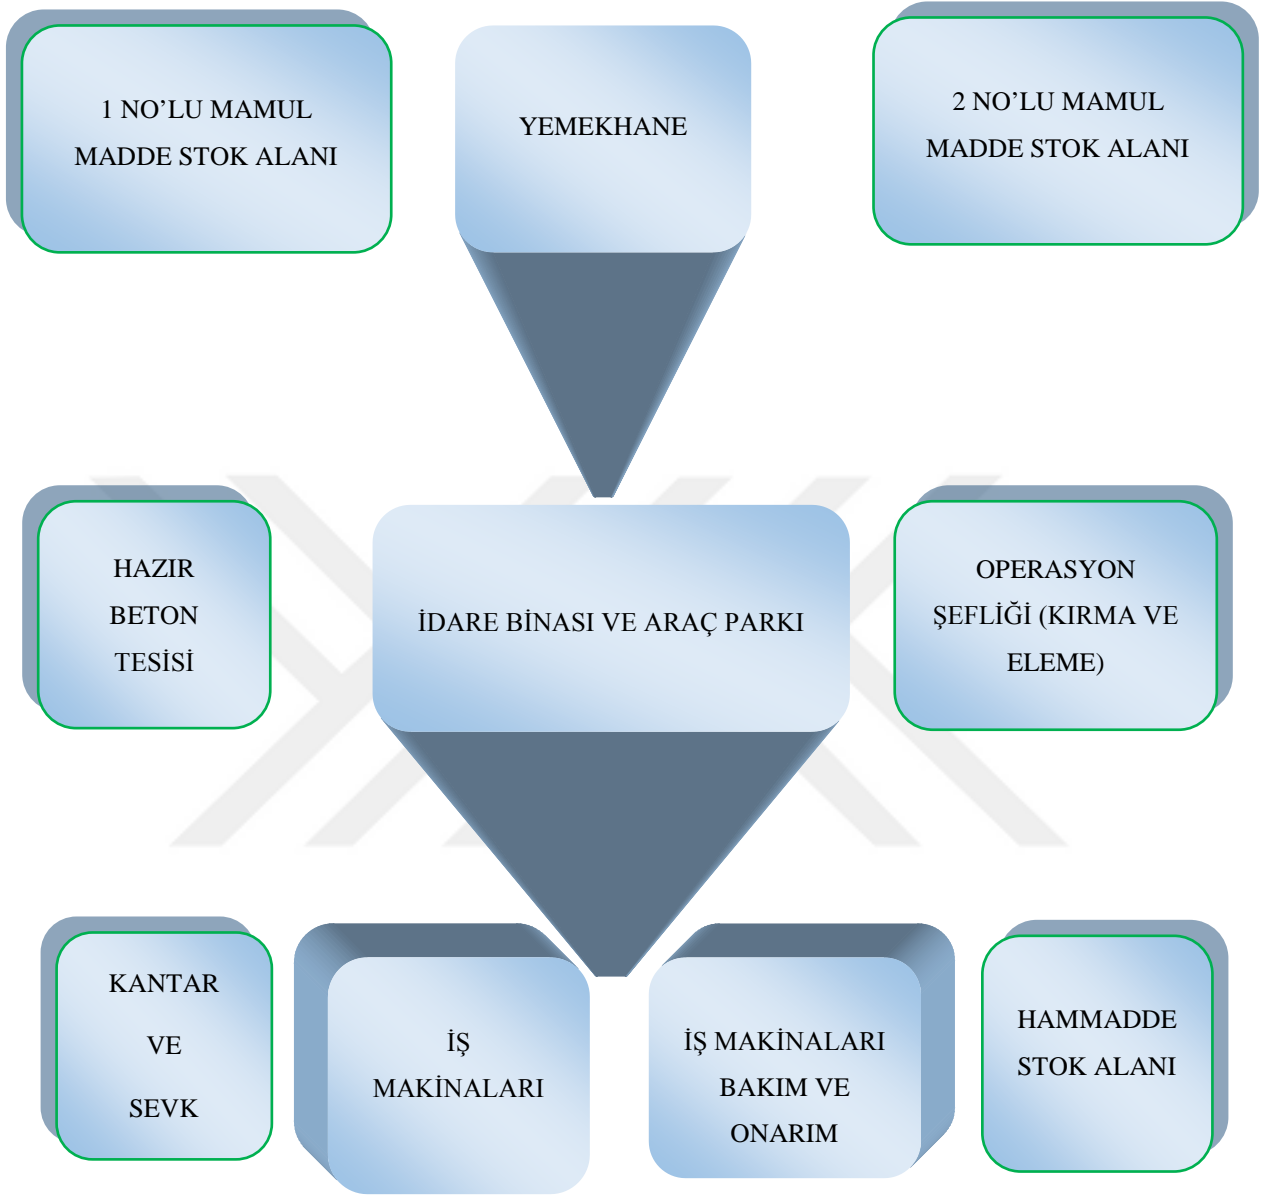 1 NO’LU MAMUL
MADDE STOK ALANI
YEMEKHANE
2 NO’LU MAMUL
MADDE STOK ALANI
HAZIR
BETON
TESİSİ
İDARE BİNASI VE ARAÇ PARKI
OPERASYON
ŞEFLİĞİ (KIRMA VE
ELEME)
KANTAR
VE
SEVK
İŞ
MAKİNALARI
İŞ MAKİNALARI
BAKIM VE
ONARIM
HAMMADDE
STOK ALANI